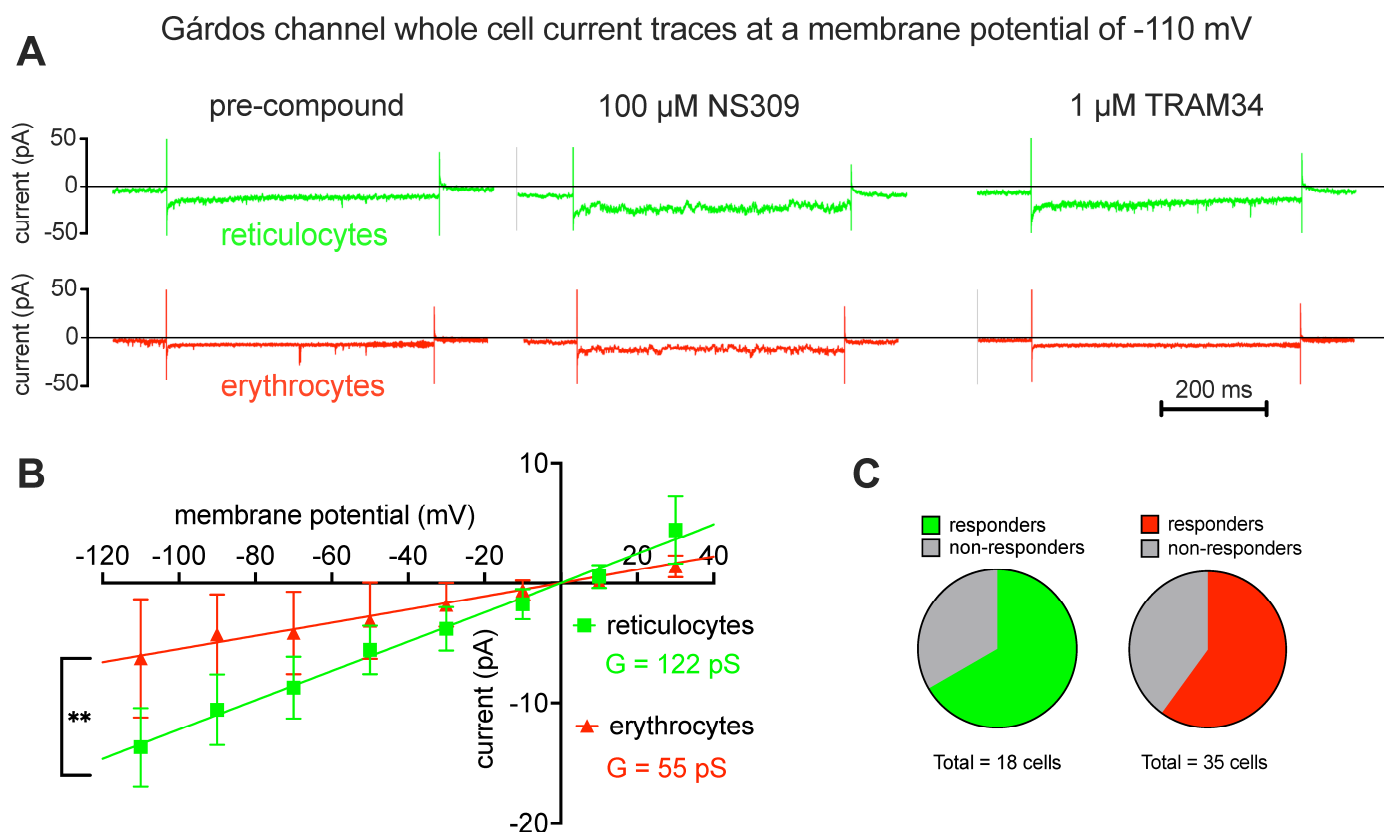 Gárdos channel whole cell current traces at a membrane potential of -110 mV
A
pre-compound
100 µM NS309
1 µM TRAM34
current (pA)
50
0
-50
reticulocytes
current (pA)
50
0
-50
erythrocytes
200 ms
B
membrane potential (mV)
-120 -100 -80 -60 -40 -20 20 40
10
-10
-20
current (pA)
**
reticulocytes
G = 122 pS
erythrocytes
G = 55 pS
C
responders
non-responders
Total = 18 cells
responders
non-responders
Total = 35 cells